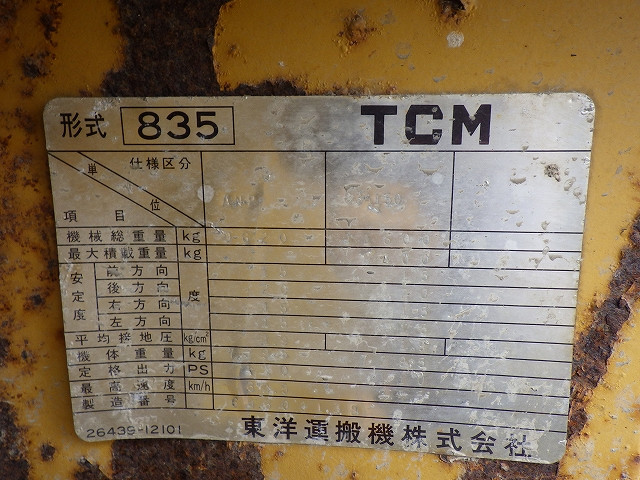 形式 835 TCM
仕様区分
単位
項目
機械総重量 kg
最大積載重量 kg
安定度 前方向 度
後方向
右方向
左方向
平均接地圧 kg/cm²
機体重量 kg
定格出力 PS
最高速度 km/h
製造番号
26439-12101 東洋運搬機株式会社